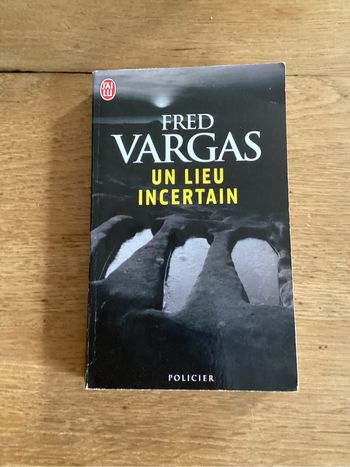 J'AI
LU
FRED
VARGAS
UN LIEU
INCERTAIN
POLICIER